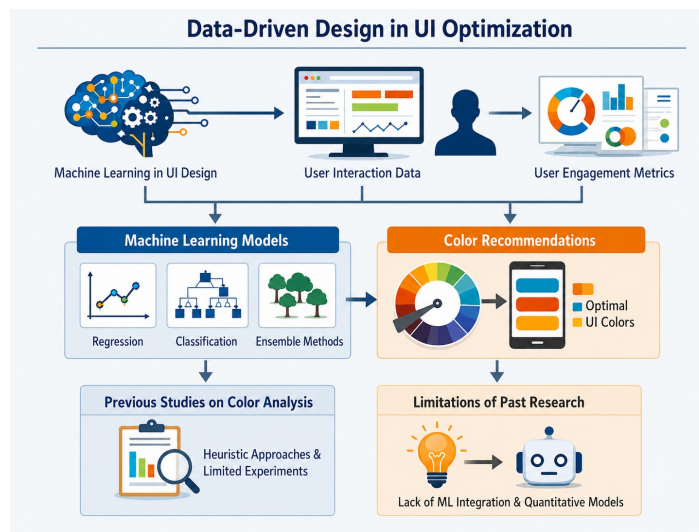 Data-Driven Design in UI Optimization
Machine Learning in UI Design
User Interaction Data
User Engagement Metrics
Machine Learning Models
Regression
Classification
Ensemble Methods
Color Recommendations
Optimal
UI Colors
Previous Studies on Color Analysis
Heuristic Approaches &
Limited Experiments
Limitations of Past Research
Lack of ML Integration & Quantitative Models